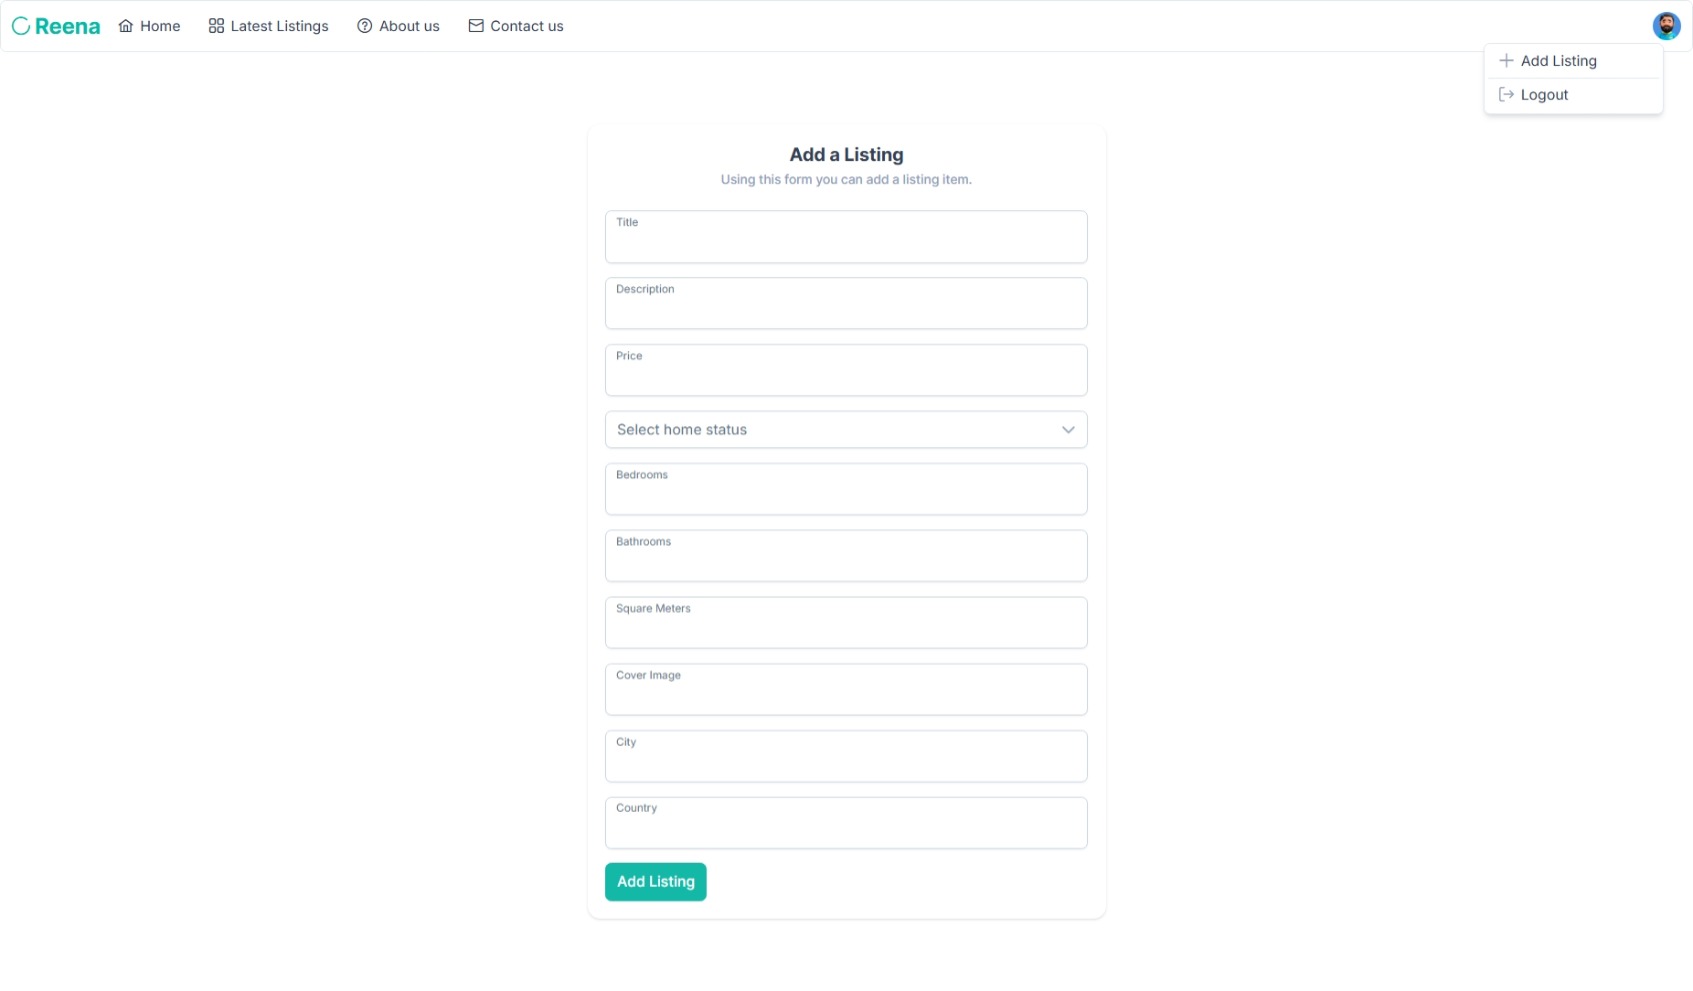 Reena Home Latest Listings About us Contact us
Add Listing
Logout
Add a Listing
Using this form you can add a listing item.
Title
Description
Price
Select home status
Bedrooms
Bathrooms
Square Meters
Cover Image
City
Country
Add Listing